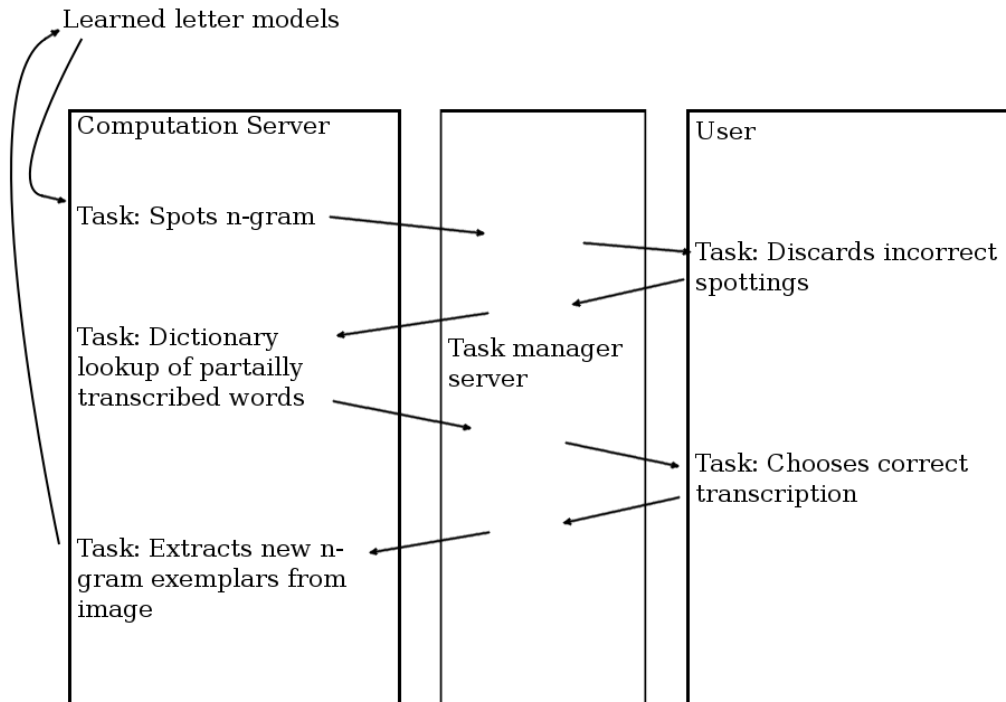 Learned letter models
Computation Server
User
Task: Spots n-gram
Task: Discards incorrect
spottings
Task: Dictionary
lookup of partailly
transcribed words
Task manager
server
Task: Chooses correct
transcription
Task: Extracts new n-
gram exemplars from
image